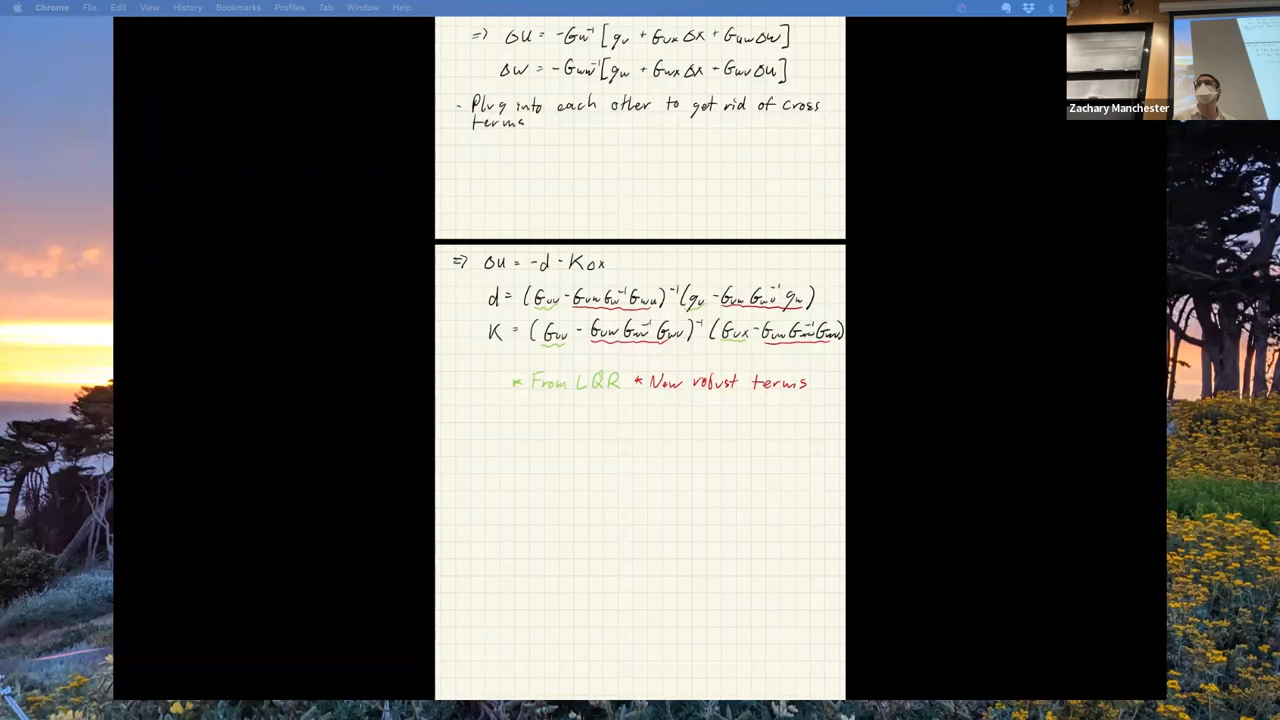 Chrome File Edit View History Bookmarks Profiles Tab Window Help
Zachary Manchester
=> Δu = -Guu⁻¹ [gu + Gux Δx + Guw Δw]
Δw = -Gww⁻¹ [gw + Gwx Δx + Gwu Δu]
- Plug into each other to get rid of cross
terms
=> Δu = -d - KΔx
d = (Guu - Guw Gww⁻¹ Gwu)⁻¹ (gu - Guw Gww⁻¹ gw)
K = (Guu - Guw Gww⁻¹ Gwu)⁻¹ (Gux - Guw Gww⁻¹ Gwx)
* From LQR * New robust terms